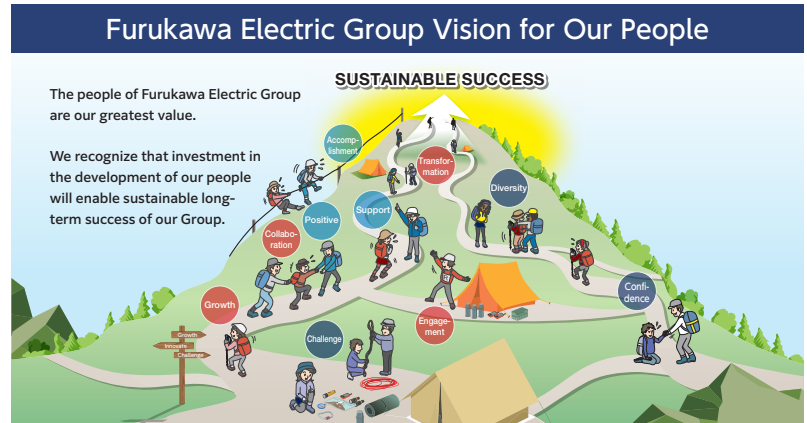 Furukawa Electric Group Vision for Our People
SUSTAINABLE SUCCESS
The people of Furukawa Electric Group
are our greatest value.
We recognize that investment in
the development of our people
will enable sustainable long-
term success of our Group.
Accomp-
lishment
Transfor-
mation
Diversity
Support
Positive
Collabo-
ration
Growth
Confi-
dence
Engage-
ment
Challenge
Growth
Innovate
Challenge